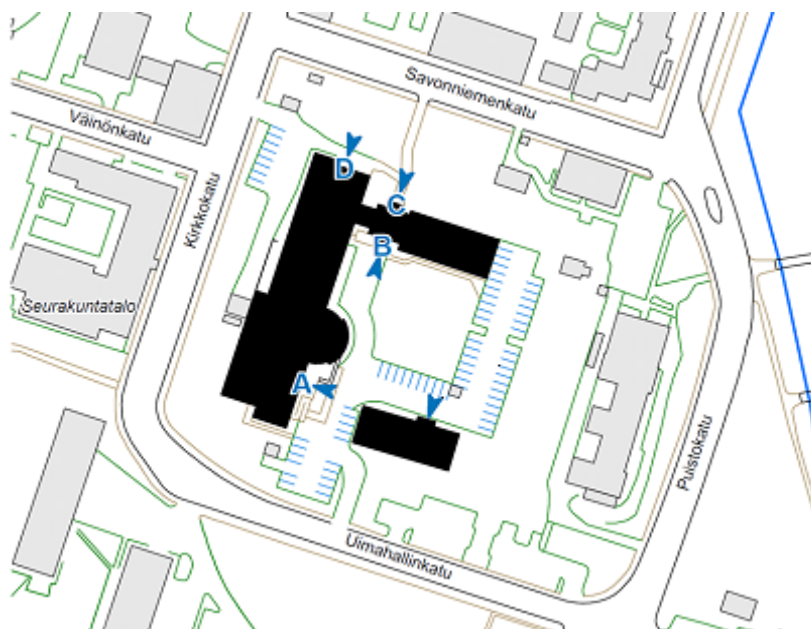 Savonniemenkatu
Väinönkatu
D
Kirkkokatu
C
B
Seurakuntatalo
A
Puistokatu
Uimahallinkatu